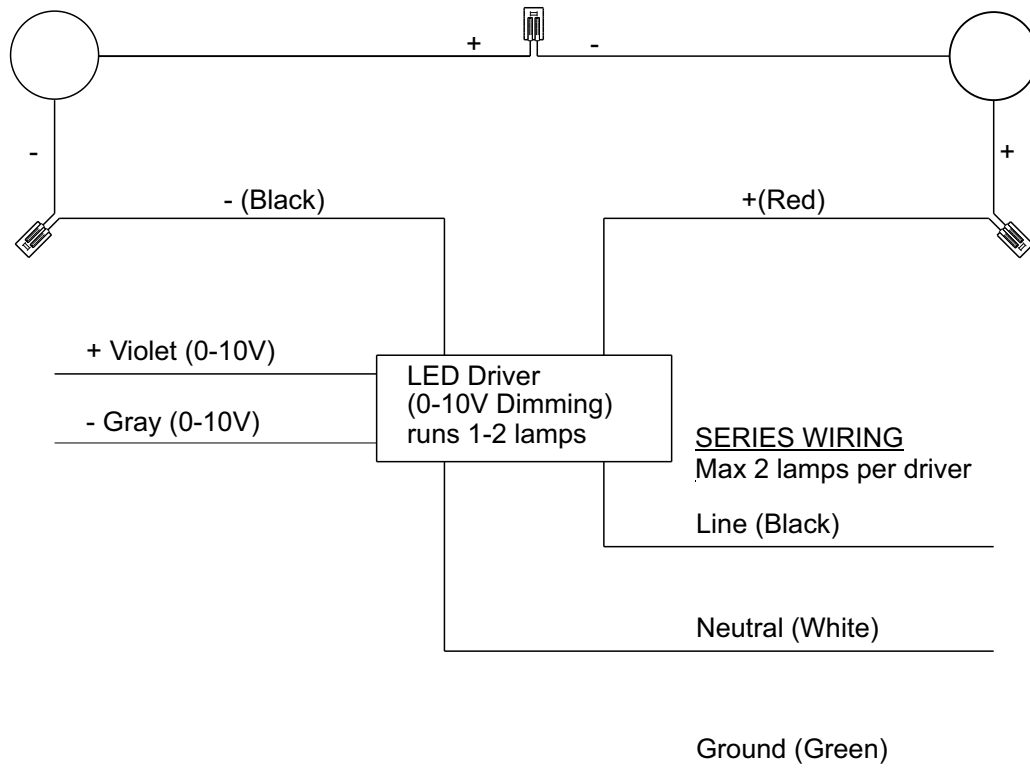 +
-
-
+
- (Black)
+(Red)
+ Violet (0-10V)
- Gray (0-10V)
LED Driver
(0-10V Dimming)
runs 1-2 lamps
SERIES WIRING
Max 2 lamps per driver
Line (Black)
Neutral (White)
Ground (Green)